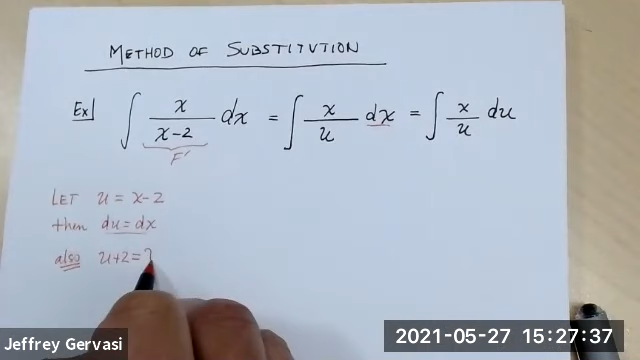 METHOD OF SUBSTITUTION
Ex) ∫ x/(x-2) dx = ∫ x/u dx = ∫ x/u du
F'
LET u = x-2
then du = dx
also u+2 =
Jeffrey Gervasi
2021-05-27 15:27:37